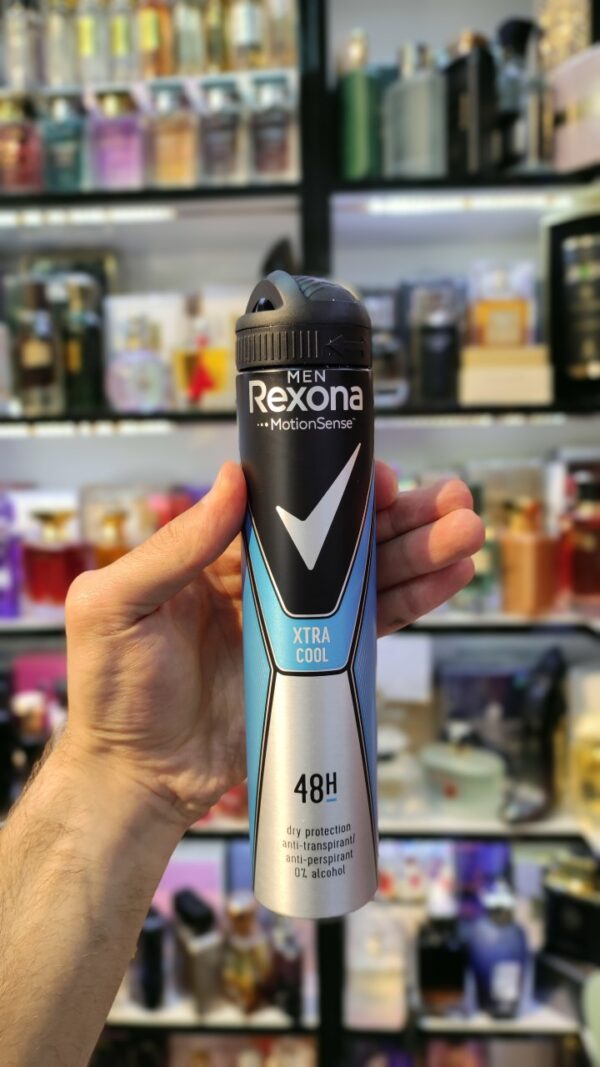 MEN
Rexona
MotionSense™
XTRA
COOL
48H
dry protection
anti-transpirant/
anti-perspirant
0% alcohol